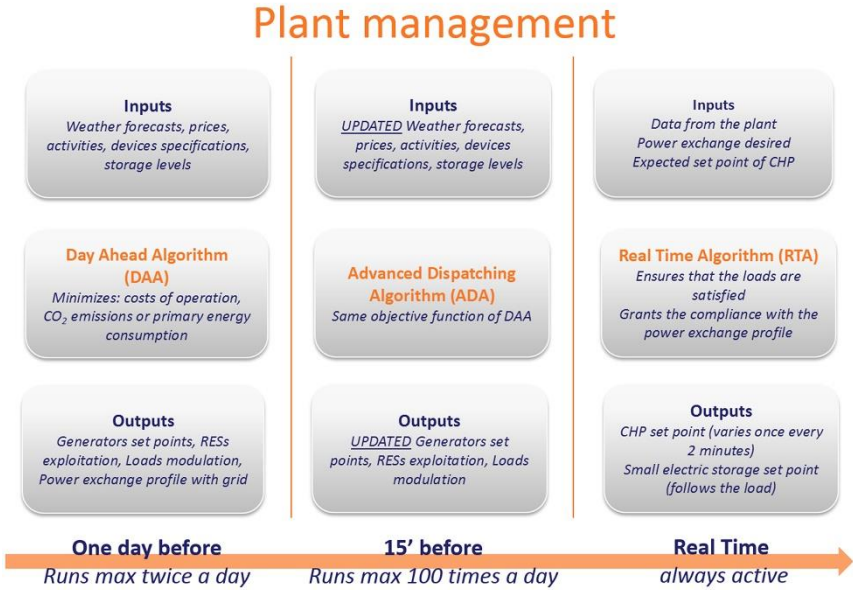 Plant management
Inputs
Weather forecasts, prices,
activities, devices specifications,
storage levels
Day Ahead Algorithm
(DAA)
Minimizes: costs of operation,
CO₂ emissions or primary energy
consumption
Outputs
Generators set points, RESs
exploitation, Loads modulation,
Power exchange profile with grid
One day before
Runs max twice a day
Inputs
UPDATED Weather forecasts,
prices, activities, devices
specifications, storage levels
Advanced Dispatching
Algorithm (ADA)
Same objective function of DAA
Outputs
UPDATED Generators set
points, RESs exploitation, Loads
modulation
15’ before
Runs max 100 times a day
Inputs
Data from the plant
Power exchange desired
Expected set point of CHP
Real Time Algorithm (RTA)
Ensures that the loads are
satisfied
Grants the compliance with the
power exchange profile
Outputs
CHP set point (varies once every
2 minutes)
Small electric storage set point
(follows the load)
Real Time
always active